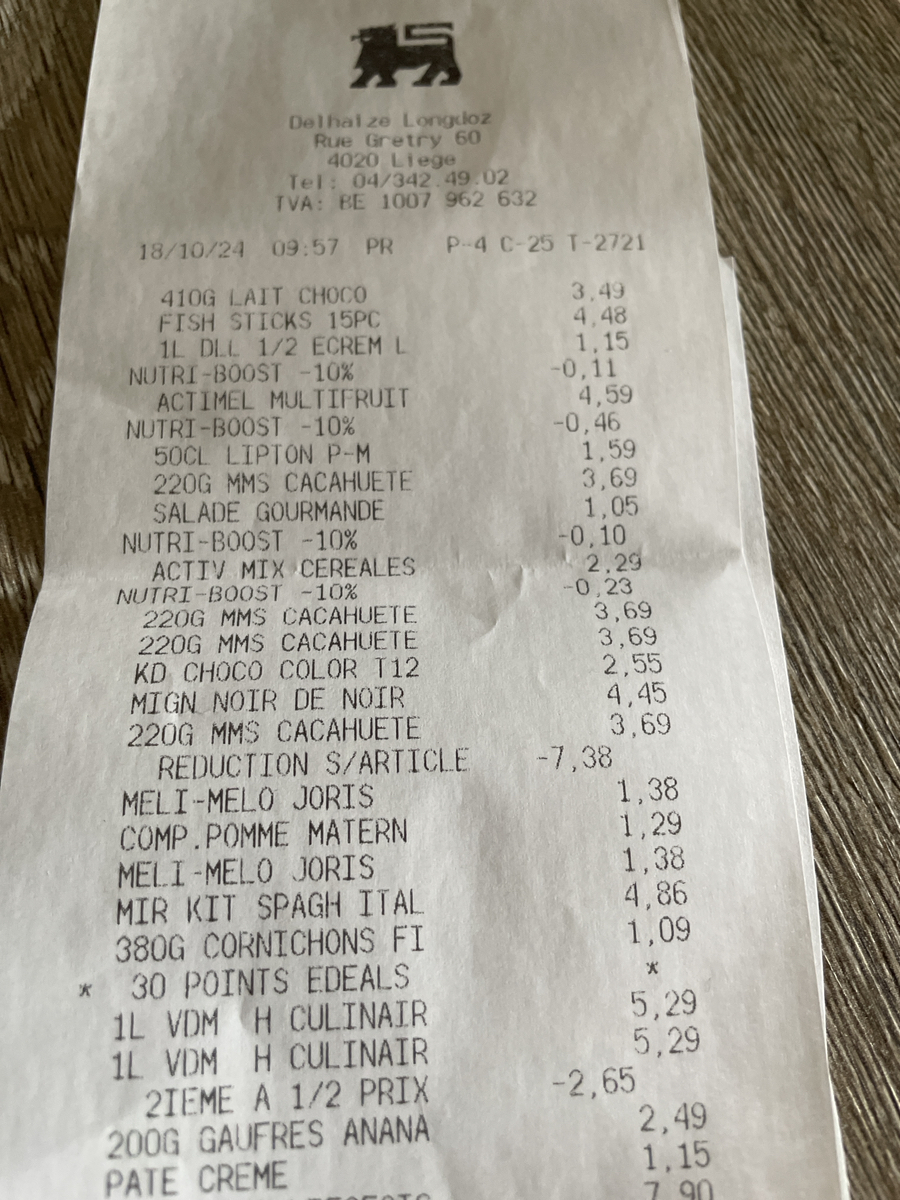 Delhaize Longdoz
Rue Gretry 60
4020 Liege
Tel: 04/342.49.02
TVA: BE 1007 962 632
18/10/24 09:57 PR P-4 C-25 T-2721
410G LAIT CHOCO 3,49
FISH STICKS 15PC 4,48
1L DLL 1/2 ECREM L 1,15
NUTRI-BOOST -10% -0,11
ACTIMEL MULTIFRUIT 4,59
NUTRI-BOOST -10% -0,46
50CL LIPTON P-M 1,59
220G MMS CACAHUETE 3,69
SALADE GOURMANDE 1,05
NUTRI-BOOST -10% -0,10
ACTIV MIX CEREALES 2,29
NUTRI-BOOST -10% -0,23
220G MMS CACAHUETE 3,69
220G MMS CACAHUETE 3,69
KD CHOCO COLOR T12 2,55
MIGN NOIR DE NOIR 4,45
220G MMS CACAHUETE 3,69
REDUCTION S/ARTICLE -7,38
MELI-MELO JORIS 1,38
COMP.POMME MATERN 1,29
MELI-MELO JORIS 1,38
MIR KIT SPAGH ITAL 4,86
380G CORNICHONS FI 1,09
* 30 POINTS EDEALS *
1L VDM H CULINAIR 5,29
1L VDM H CULINAIR 5,29
2IEME A 1/2 PRIX -2,65
200G GAUFRES ANANA 2,49
PATE CREME 1,15
7,90